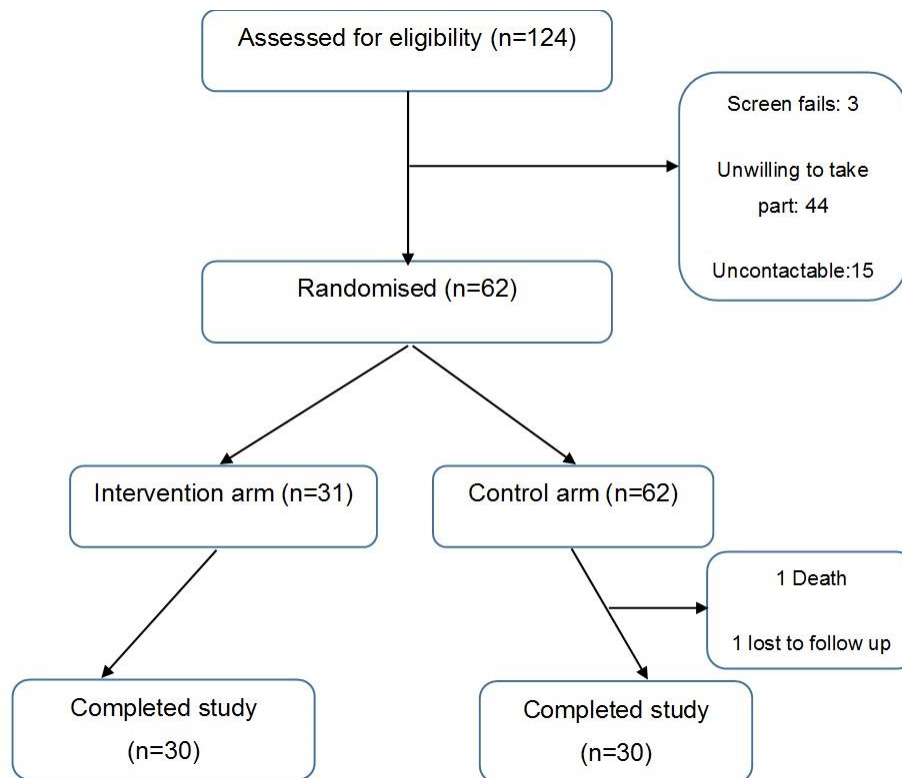 Assessed for eligibility (n=124)
Screen fails: 3
Unwilling to take
part: 44
Uncontactable:15
Randomised (n=62)
Intervention arm (n=31)
Control arm (n=62)
1 Death
1 lost to follow up
Completed study
(n=30)
Completed study
(n=30)